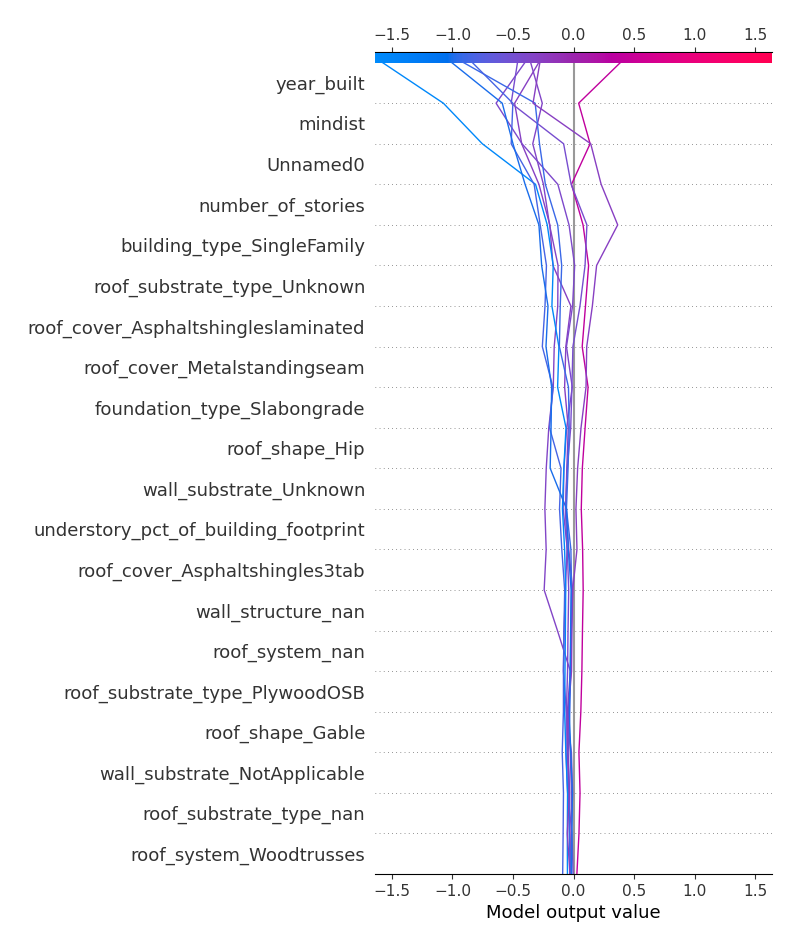 −1.5 −1.0 −0.5 0.0 0.5 1.0 1.5
year_built
mindist
Unnamed0
number_of_stories
building_type_SingleFamily
roof_substrate_type_Unknown
roof_cover_Asphaltshingleslaminated
roof_cover_Metalstandingseam
foundation_type_Slabongrade
roof_shape_Hip
wall_substrate_Unknown
understory_pct_of_building_footprint
roof_cover_Asphaltshingles3tab
wall_structure_nan
roof_system_nan
roof_substrate_type_PlywoodOSB
roof_shape_Gable
wall_substrate_NotApplicable
roof_substrate_type_nan
roof_system_Woodtrusses
−1.5 −1.0 −0.5 0.0 0.5 1.0 1.5
Model output value